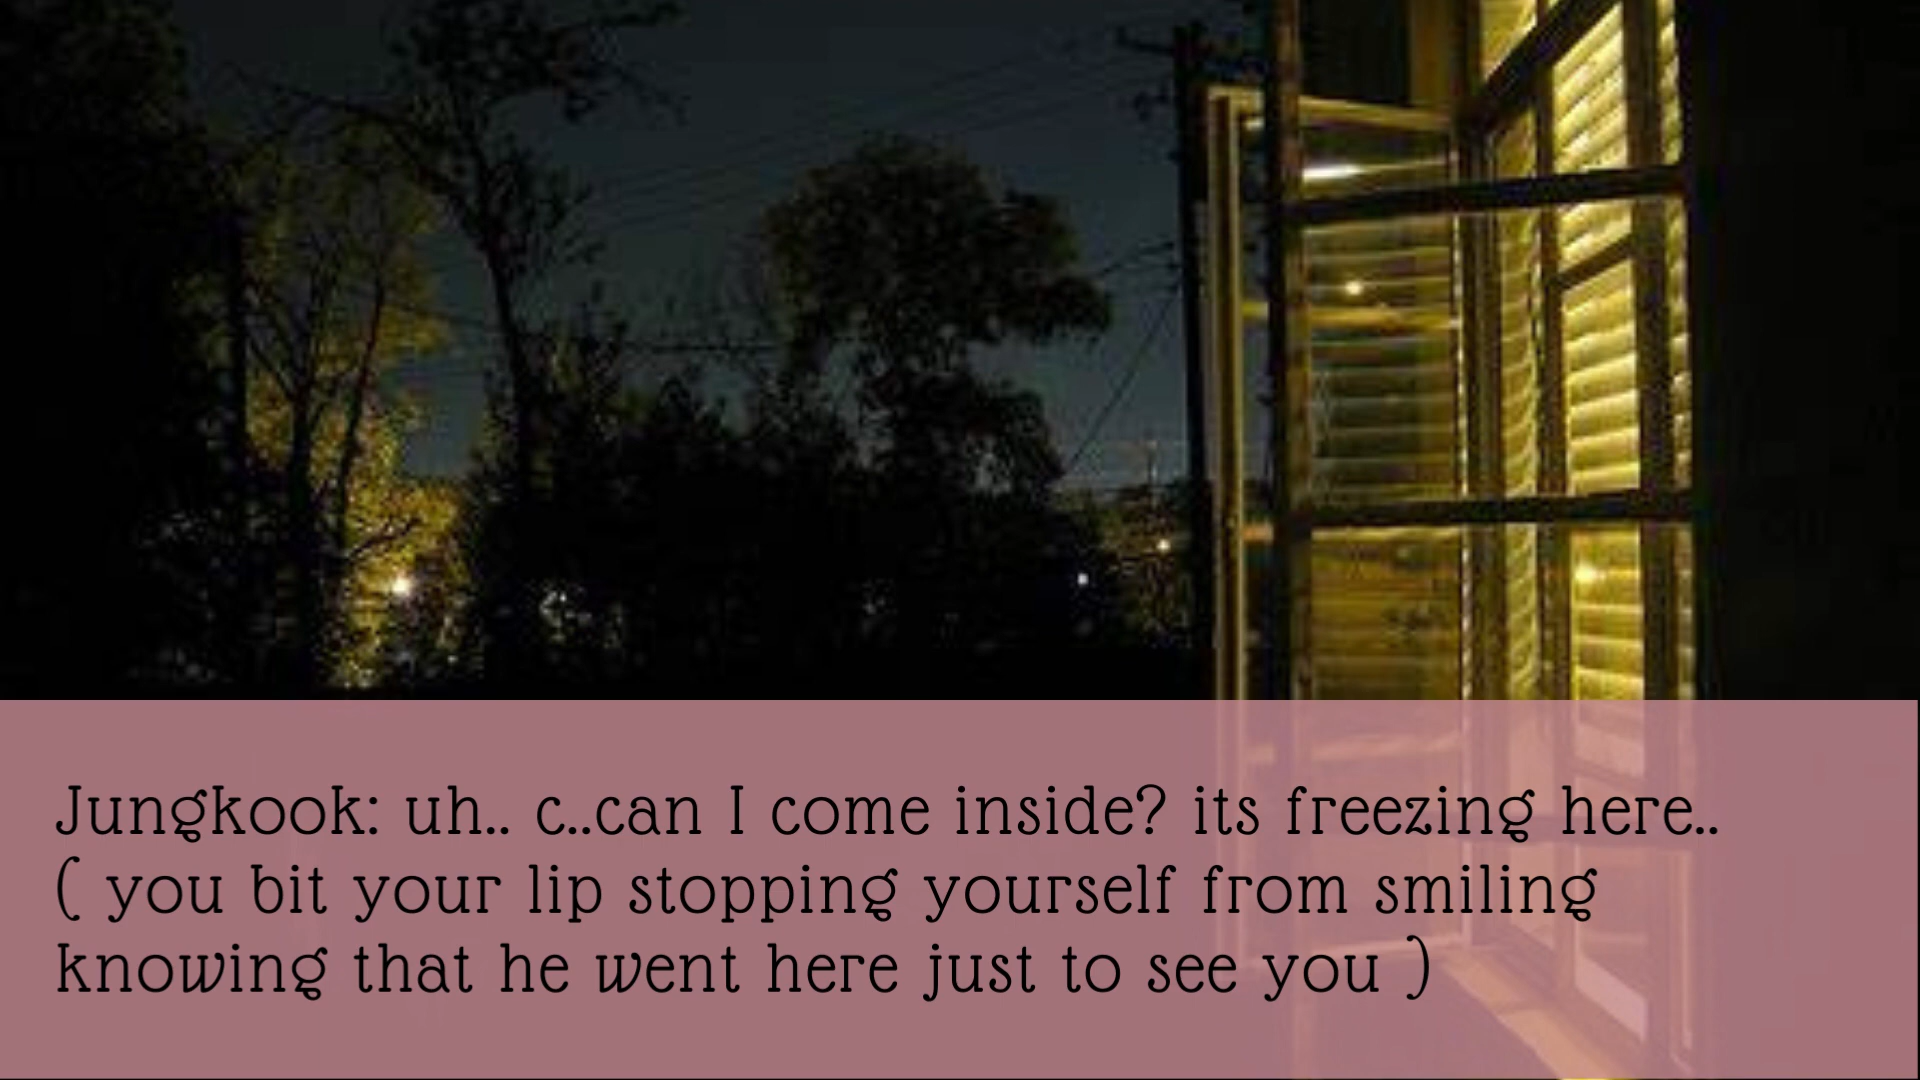 Jungkook: uh.. c..can I come inside? its freezing here..
( you bit your lip stopping yourself from smiling
knowing that he went here just to see you )